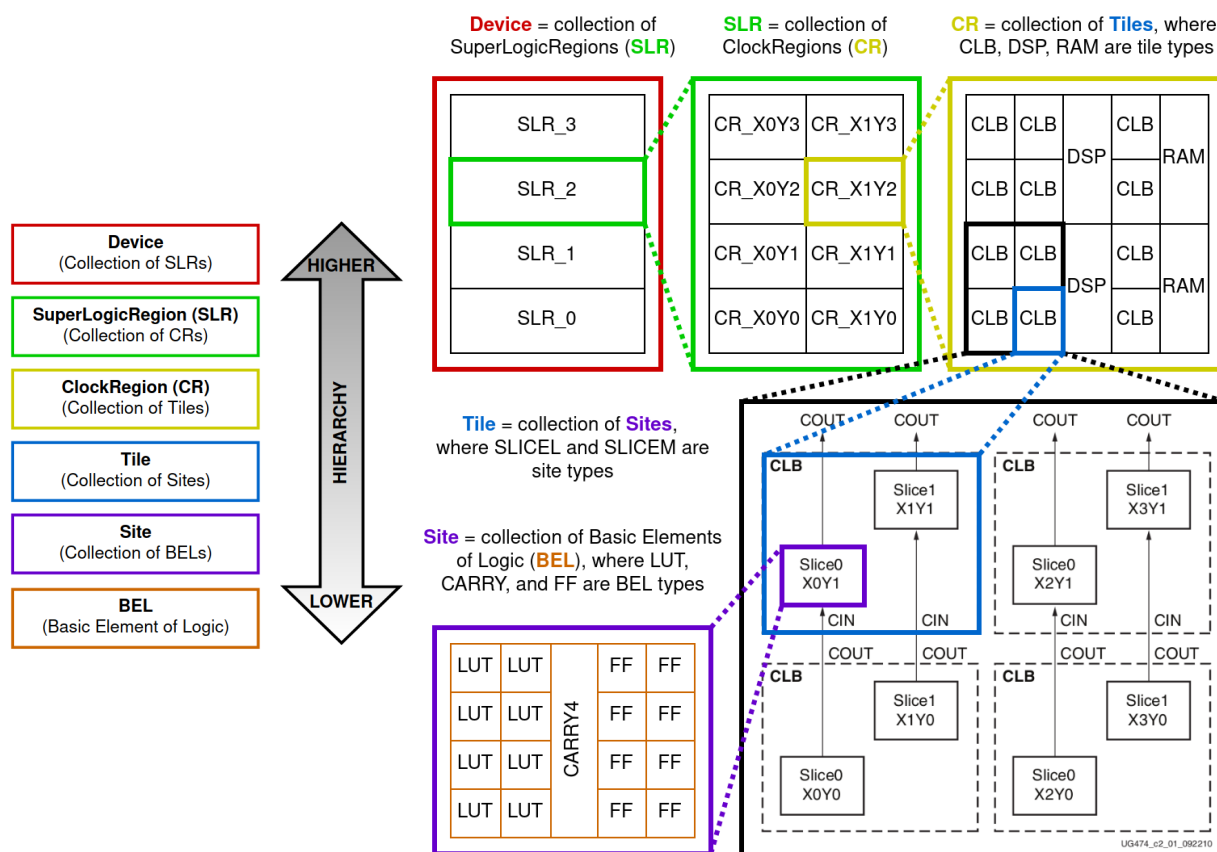 Device = collection of
SuperLogicRegions (SLR)
SLR = collection of
ClockRegions (CR)
CR = collection of Tiles, where
CLB, DSP, RAM are tile types
SLR_3
SLR_2
SLR_1
SLR_0
CR_X0Y3 CR_X1Y3
CR_X0Y2 CR_X1Y2
CR_X0Y1 CR_X1Y1
CR_X0Y0 CR_X1Y0
CLB CLB CLB
DSP RAM
CLB CLB CLB
CLB CLB CLB
DSP RAM
CLB CLB CLB
Device
(Collection of SLRs)
SuperLogicRegion (SLR)
(Collection of CRs)
ClockRegion (CR)
(Collection of Tiles)
Tile
(Collection of Sites)
Site
(Collection of BELs)
BEL
(Basic Element of Logic)
HIGHER
HIERARCHY
LOWER
Tile = collection of Sites,
where SLICEL and SLICEM are
site types
Site = collection of Basic Elements
of Logic (BEL), where LUT,
CARRY, and FF are BEL types
LUT LUT FF FF
LUT LUT FF FF
CARRY4
LUT LUT FF FF
LUT LUT FF FF
COUT COUT COUT COUT
CLB CLB
Slice1
X1Y1
Slice1
X3Y1
Slice0
X0Y1
Slice0
X2Y1
CIN CIN CIN CIN
COUT COUT COUT COUT
CLB CLB
Slice1
X1Y0
Slice1
X3Y0
Slice0
X0Y0
Slice0
X2Y0
UG474_c2_01_092210